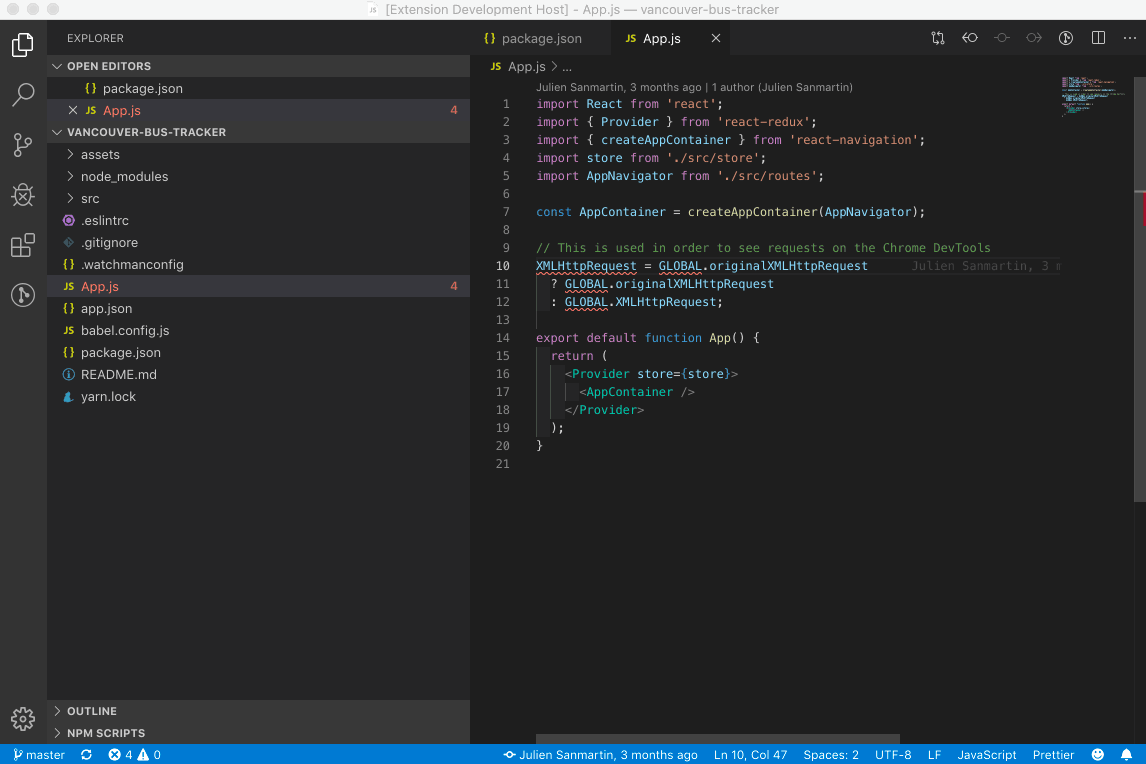 [Extension Development Host] - App.js — vancouver-bus-tracker
EXPLORER
OPEN EDITORS
{} package.json
JS App.js 4
VANCOUVER-BUS-TRACKER
assets
node_modules
src
.eslintrc
.gitignore
{} .watchmanconfig
JS App.js 4
{} app.json
JS babel.config.js
{} package.json
README.md
yarn.lock
OUTLINE
NPM SCRIPTS
{} package.json
JS App.js
JS App.js > ...
Julien Sanmartin, 3 months ago | 1 author (Julien Sanmartin)
1 import React from 'react';
2 import { Provider } from 'react-redux';
3 import { createAppContainer } from 'react-navigation';
4 import store from './src/store';
5 import AppNavigator from './src/routes';
6
7 const AppContainer = createAppContainer(AppNavigator);
8
9 // This is used in order to see requests on the Chrome DevTools
10 XMLHttpRequest = GLOBAL.originalXMLHttpRequest Julien Sanmartin, 3 m
11 ? GLOBAL.originalXMLHttpRequest
12 : GLOBAL.XMLHttpRequest;
13
14 export default function App() {
15 return (
16 <Provider store={store}>
17 <AppContainer />
18 </Provider>
19 );
20 }
21
master 4 0 Julien Sanmartin, 3 months ago Ln 10, Col 47 Spaces: 2 UTF-8 LF JavaScript Prettier